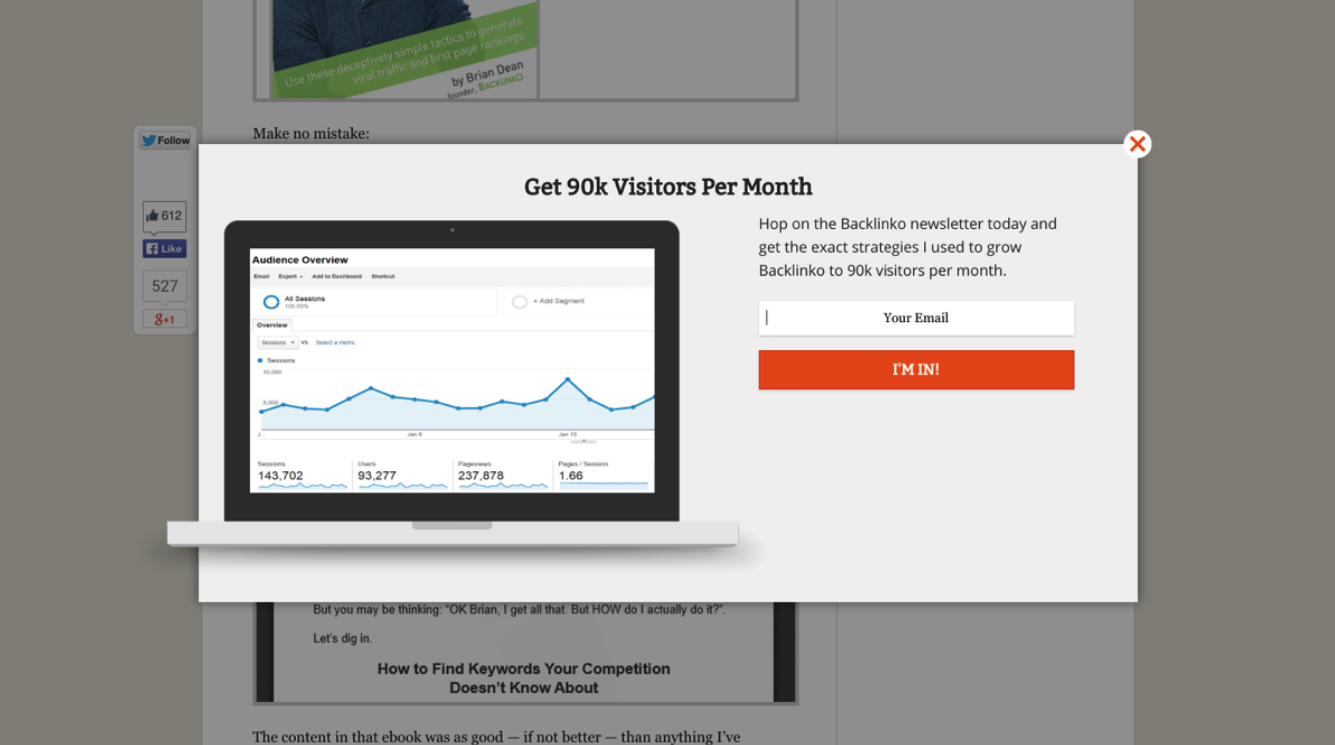 Use these deceptively simple tactics to generate
viral traffic and first page rankings
by Brian Dean
founder, BACKLINKO
Make no mistake:
Follow
612
Like
527
g+1
Get 90k Visitors Per Month
Hop on the Backlinko newsletter today and
get the exact strategies I used to grow
Backlinko to 90k visitors per month.
Your Email
I'M IN!
Audience Overview
Email Export Add to Dashboard Shortcut
All Sessions
100.00%
+ Add Segment
Overview
Sessions VS Select a metric
Sessions
10,000
5,000
J... Jan 8 Jan 15
Sessions Users Pageviews Pages / Session
143,702 93,277 237,878 1.66
But you may be thinking: “OK Brian, I get all that. But HOW do I actually do it?”.
Let's dig in.
How to Find Keywords Your Competition
Doesn’t Know About
The content in that ebook was as good — if not better — than anything I’ve